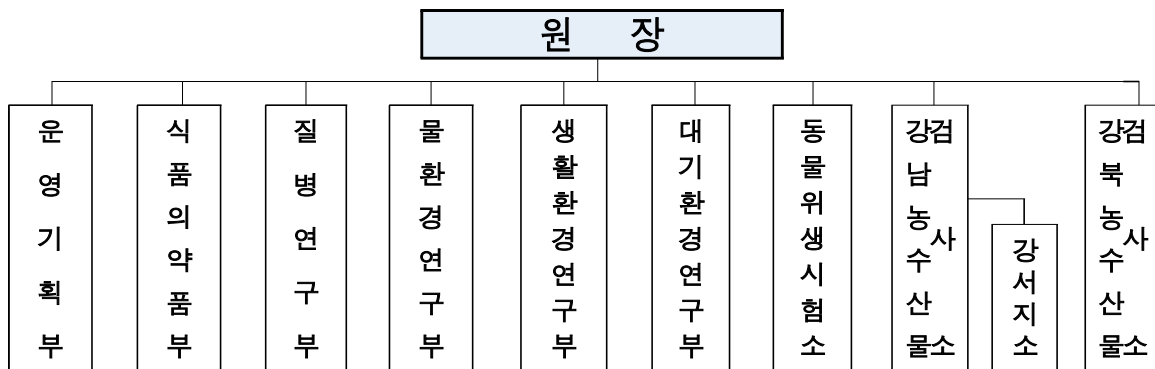 원 장
운영기획부
식품의약품부
질병연구부
물환경연구부
생활환경연구부
대기환경연구부
동물위생시험소
강남농수산물
검사소
강서지소
강북농수산물
검사소